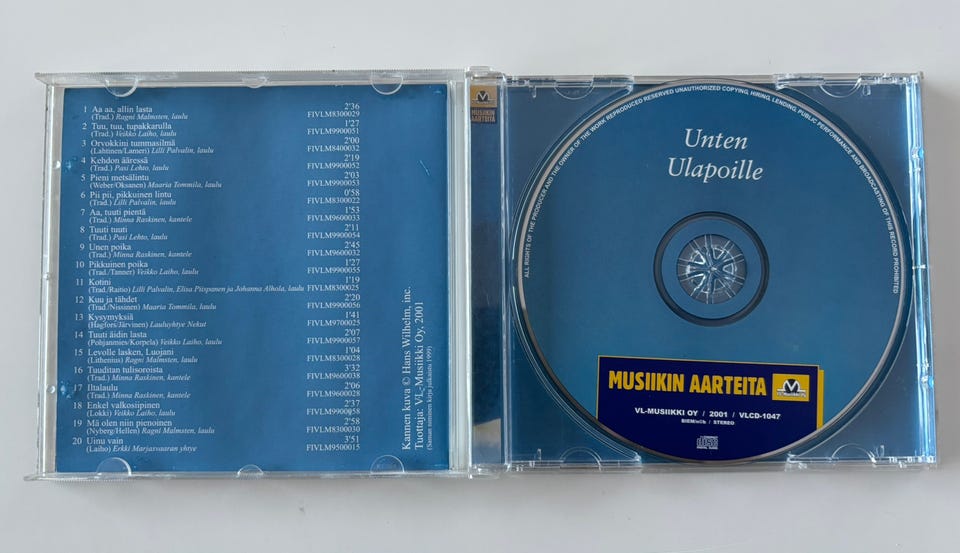 1 Aa aa, allin lasta 2'36
(Trad.) Ragni Malmsten, laulu FIVLM8300029
2 Tuu, tuu, tupakkarulla 1'27
(Trad.) Veikko Laiho, laulu FIVLM9900051
3 Orvokkini tummasilmä 2'00
(Lahtinen/Lameri) Lilli Palvalin, laulu FIVLM8400032
4 Kehdon ääressä 2'19
(Trad.) Pasi Lehto, laulu FIVLM9900052
5 Pieni metsälintu 2'03
(Weber/Oksanen) Maaria Tommila, laulu FIVLM9900053
6 Pii pii, pikkuinen lintu 0'58
(Trad.) Lilli Palvalin, laulu FIVLM8300022
7 Aa, tuuti pientä 1'53
(Trad.) Minna Raskinen, kantele FIVLM9600033
8 Tuuti tuuti 2'11
(Trad.) Pasi Lehto, laulu FIVLM9900054
9 Unen poika 2'45
(Trad.) Minna Raskinen, kantele FIVLM9600032
10 Pikkuinen poika 1'27
(Trad./Tanner) Veikko Laiho, laulu FIVLM9900055
11 Kotini 1'19
(Trad./Raitio) Lilli Palvalin, Elisa Piispanen ja Johanna Alhola, laulu FIVLM8300025
12 Kuu ja tähdet 2'20
(Trad./Nissinen) Maaria Tommila, laulu FIVLM9900056
13 Kysymyksiä 1'41
(Hagfors/Järvinen) Lauluyhtye Nekut FIVLM9700025
14 Tuuti äidin lasta 2'07
(Pohjanmies/Korpela) Veikko Laiho, laulu FIVLM9900057
15 Levolle lasken, Luojani 1'04
(Lithenius) Ragni Malmsten, laulu FIVLM8300028
16 Tuuditan tulisoroista 3'32
(Trad.) Minna Raskinen, kantele FIVLM9600038
17 Iltalaulu 2'06
(Trad.) Minna Raskinen, kantele FIVLM9600028
18 Enkel valkosiipinen 2'37
(Lokki) Veikko Laiho, laulu FIVLM9900058
19 Mä olen niin pienoinen 2'58
(Nyberg/Hellen) Ragni Malmsten, laulu FIVLM8300030
20 Uinu vain 3'51
(Laiho) Erkki Marjasvaaran yhtye FIVLM9500015
Kannen kuva © Hans Wilhelm, inc.
Tuottaja: VL-Musiikki Oy, 2001
(Saman niminen kirja julkaistu 1999)
MUSIIKIN
AARTEITA
ALL RIGHTS OF THE PRODUCER AND THE OWNER OF THE WORK REPRODUCED RESERVED UNAUTHORIZED COPYING, HIRING, LENDING, PUBLIC PERFORMANCE AND BROADCASTING OF THIS RECORD PROHIBITED
Unten
Ulapoille
MUSIIKIN AARTEITA
VL-MUSIIKKI OY / 2001 / VLCD-1047
BIEM/nCb / STEREO